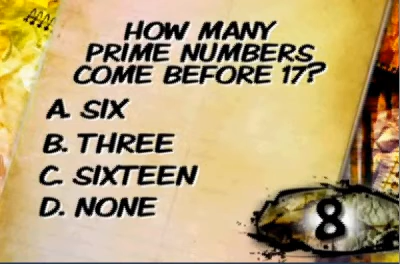 HOW MANY
PRIME NUMBERS
COME BEFORE 17?
A. SIX
B. THREE
C. SIXTEEN
D. NONE
8